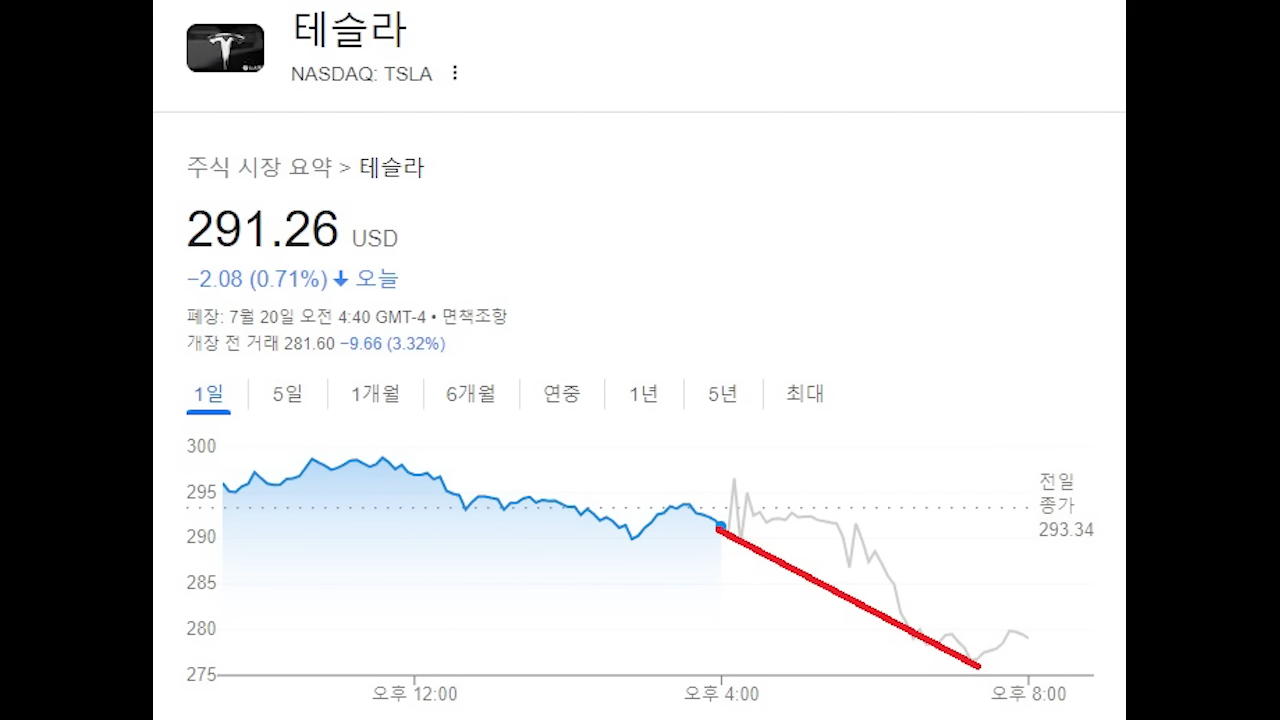 테슬라
NASDAQ: TSLA
주식 시장 요약 > 테슬라
291.26 USD
−2.08 (0.71%) 오늘
폐장: 7월 20일 오전 4:40 GMT-4 • 면책조항
개장 전 거래 281.60 −9.66 (3.32%)
1일 5일 1개월 6개월 연중 1년 5년 최대
300
295
290
285
280
275
전일
종가
293.34
오후 12:00 오후 4:00 오후 8:00